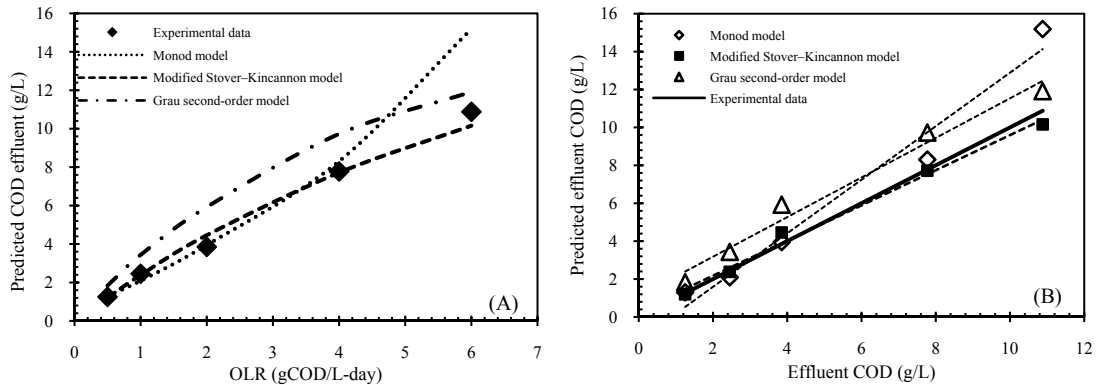 Predicted COD effluent (g/L)
16
14
12
10
8
6
4
2
0
Experimental data
Monod model
Modified Stover–Kincannon model
Grau second-order model
(A)
0 1 2 3 4 5 6 7
OLR (gCOD/L-day)
Predicted effluent COD (g/L)
16
14
12
10
8
6
4
2
0
Monod model
Modified Stover–Kincannon model
Grau second-order model
Experimental data
(B)
0 2 4 6 8 10 12
Effluent COD (g/L)